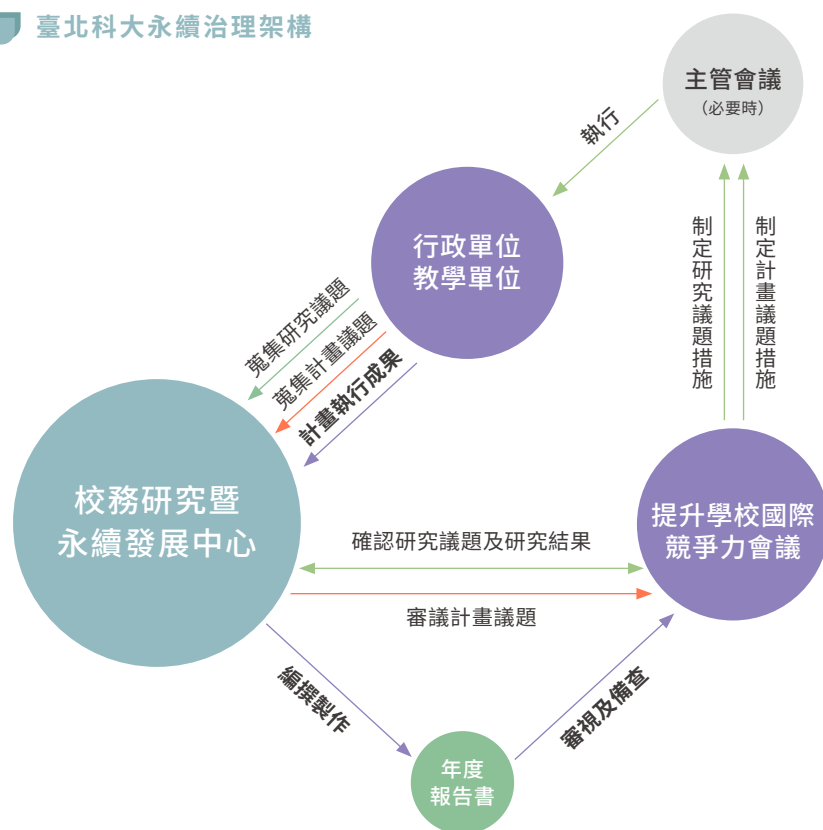 臺北科大永續治理架構
主管會議
（必要時）
執行
行政單位
教學單位
制定研究議題措施
制定計畫議題措施
蒐集研究議題
蒐集計畫議題
計畫執行成果
校務研究暨
永續發展中心
提升學校國際
競爭力會議
確認研究議題及研究結果
審議計畫議題
編撰製作
審視及備查
年度
報告書